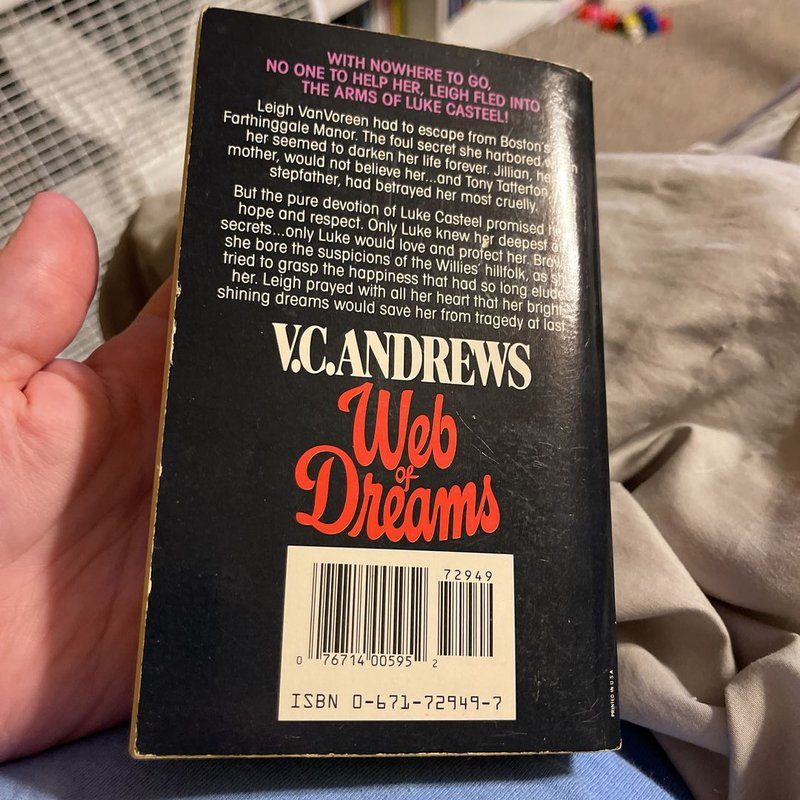 WITH NOWHERE TO GO,
NO ONE TO HELP HER, LEIGH FLED INTO
THE ARMS OF LUKE CASTEEL!
Leigh VanVoreen had to escape from Boston's
Farthinggale Manor. The foul secret she harbored
her seemed to darken her life forever. Jillian,
mother, would not believe her...and Tony Tatterton,
stepfather, had betrayed her most cruelly.
But the pure devotion of Luke Casteel promised
hope and respect. Only Luke knew her deepest
secrets...only Luke would love and protect her.
she bore the suspicions of the Willies' hillfolk, as
tried to grasp the happiness that had so long
her. Leigh prayed with all her heart that her bright
shining dreams would save her from tragedy at last
V.C. ANDREWS
Web
of
Dreams
72949
0 76714 00595 2
ISBN 0-671-72949-7
PRINTED IN U.S.A